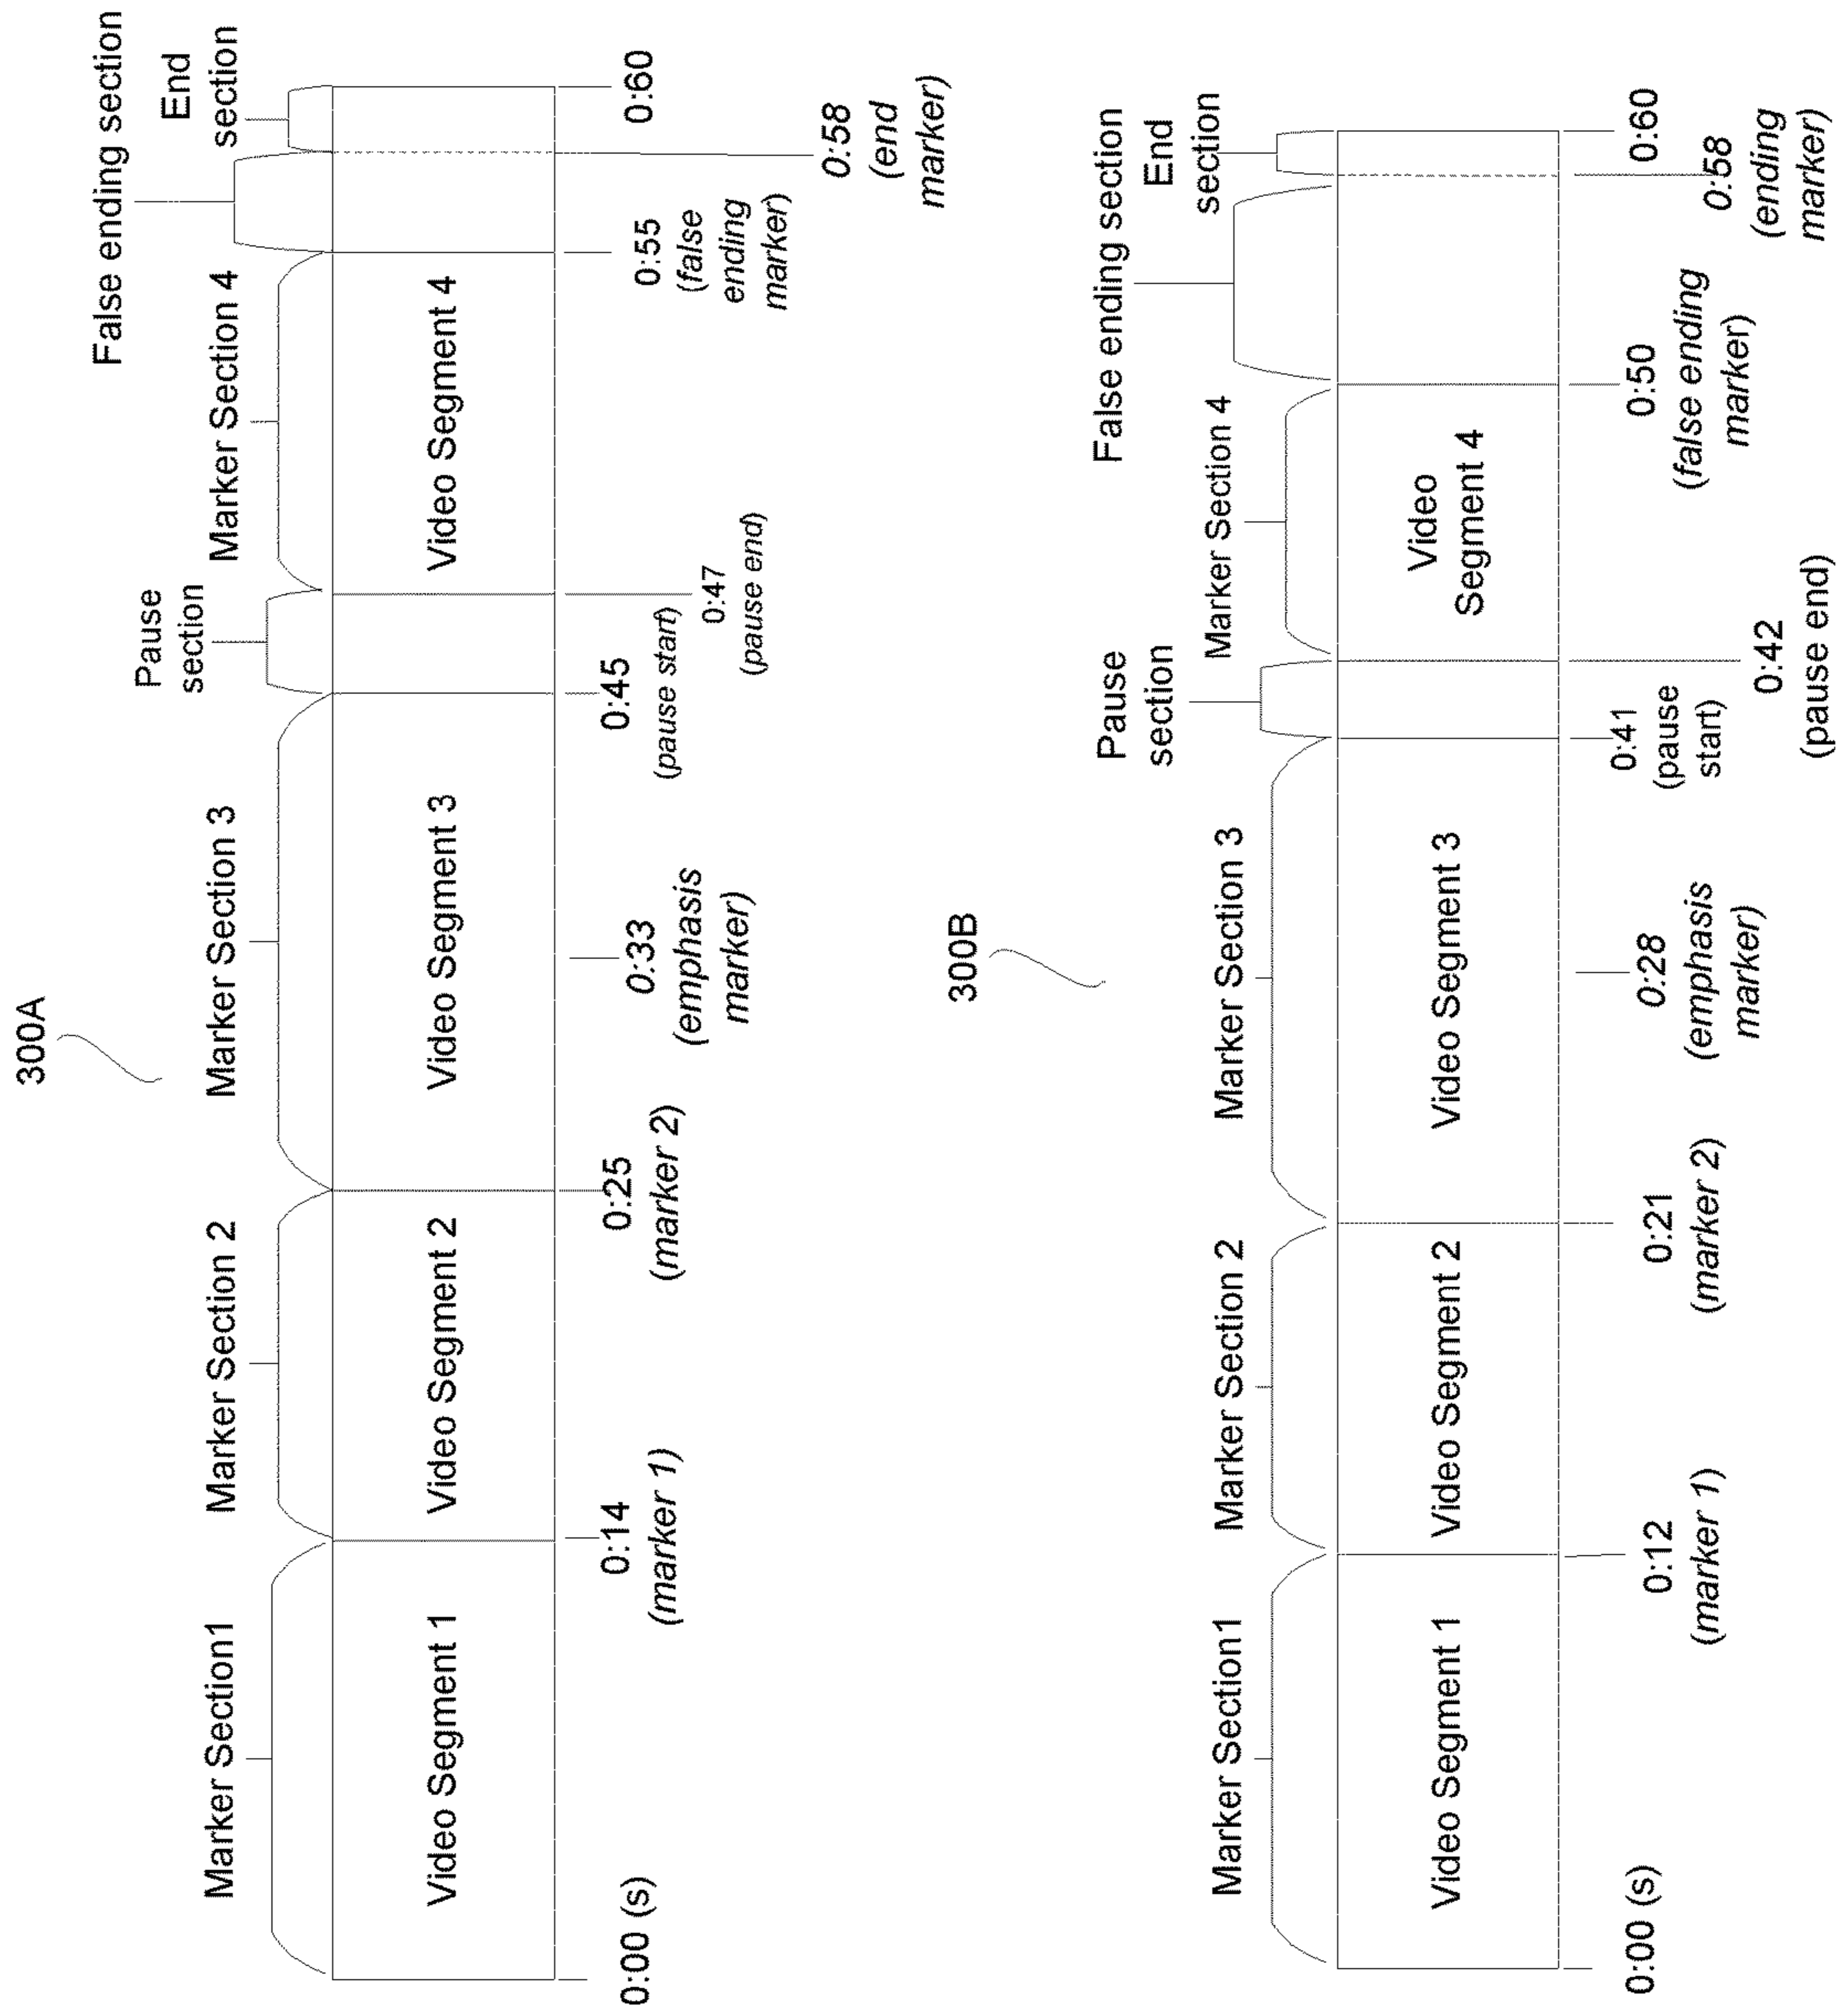 300A
Marker Section1
Marker Section 2
Marker Section 3
Pause
section
Marker Section 4
False ending section
End
section
Video Segment 1
Video Segment 2
Video Segment 3
Video Segment 4
0:00 (s)
0:14
(marker 1)
0:25
(marker 2)
0:33
(emphasis
marker)
0:45
(pause start)
0:47
(pause end)
0:55
(false
ending
marker)
0:58
(end
marker)
0:60
300B
Marker Section1
Marker Section 2
Marker Section 3
Pause
section
Marker Section 4
False ending section
End
section
Video Segment 1
Video Segment 2
Video Segment 3
Video
Segment 4
0:00 (s)
0:12
(marker 1)
0:21
(marker 2)
0:28
(emphasis
marker)
0:41
(pause
start)
0:42
(pause end)
0:50
(false ending
marker)
0:58
(ending
marker)
0:60